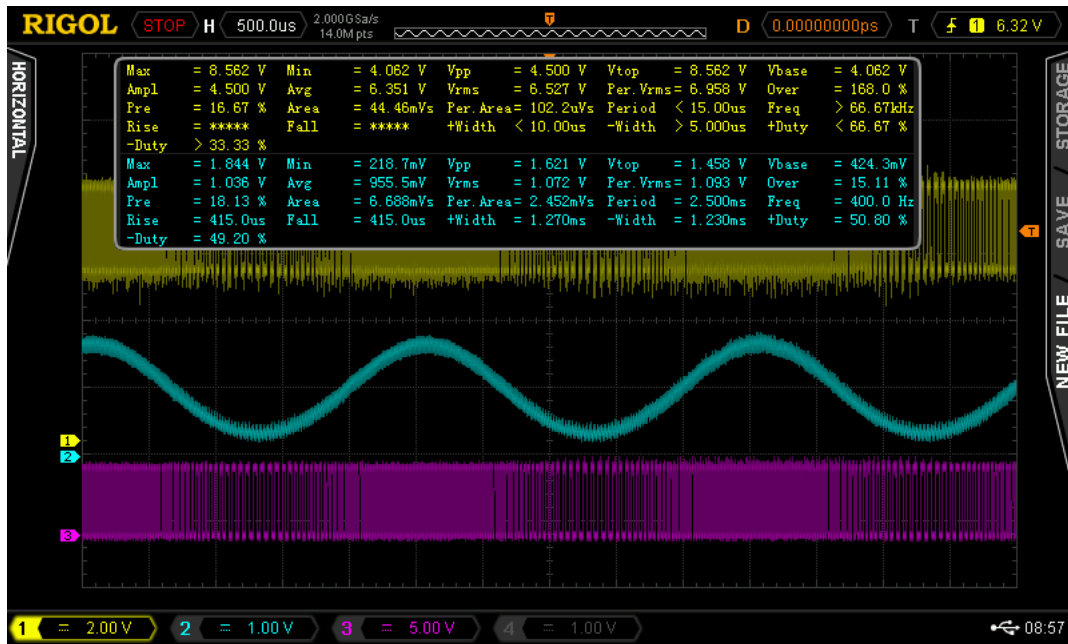 RIGOL STOP H 500.0us 2.000GSa/s 14.0M pts D 0.00000000ps T 1 6.32 V
HORIZONTAL
Max = 8.562 V Min = 4.062 V Vpp = 4.500 V Vtop = 8.562 V Vbase = 4.062 V
Ampl = 4.500 V Avg = 6.351 V Vrms = 6.527 V Per.Vrms= 6.958 V Over = 168.0 %
Pre = 16.67 % Area = 44.46mVs Per.Area= 102.2uVs Period < 15.00us Freq > 66.67kHz
Rise = ***** Fall = ***** +Width < 10.00us -Width > 5.000us +Duty < 66.67 %
-Duty > 33.33 %
Max = 1.844 V Min = 218.7mV Vpp = 1.621 V Vtop = 1.458 V Vbase = 424.3mV
Ampl = 1.036 V Avg = 955.5mV Vrms = 1.072 V Per.Vrms= 1.093 V Over = 15.11 %
Pre = 18.13 % Area = 6.688mVs Per.Area= 2.452mVs Period = 2.500ms Freq = 400.0 Hz
Rise = 415.0us Fall = 415.0us +Width = 1.270ms -Width = 1.230ms +Duty = 50.80 %
-Duty = 49.20 %
STORAGE
SAVE
NEW FILE
T
T
1
2
3
1 = 2.00 V 2 = 1.00 V 3 = 5.00 V 4 = 1.00 V 08:57